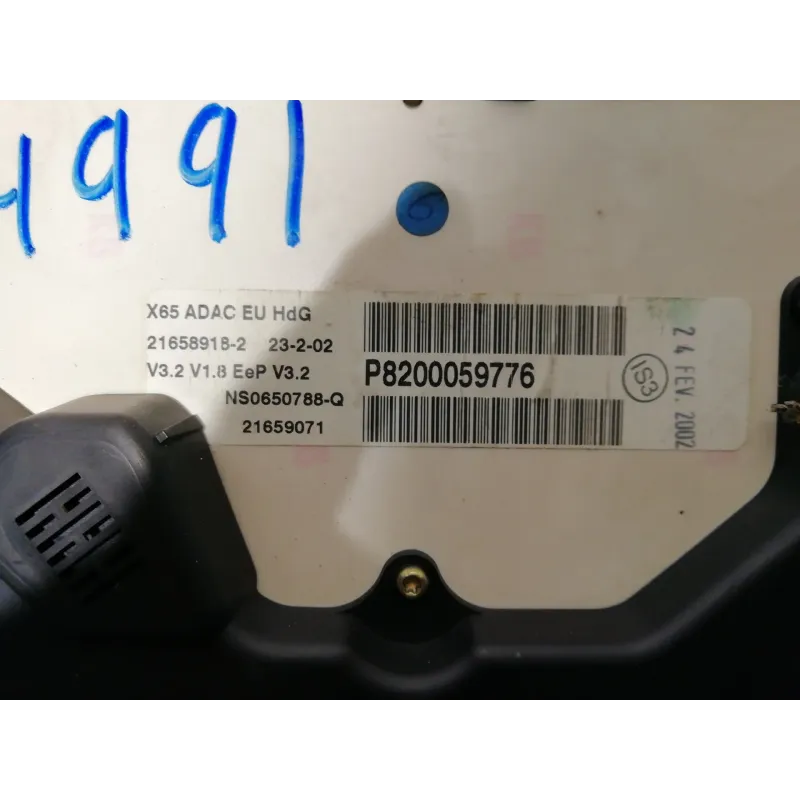 4991
6
X65 ADAC EU HdG
21658918-2 23-2-02
V3.2 V1.8 EeP V3.2
NS0650788-Q
21659071
P8200059776
IS3
24 FEV. 2002